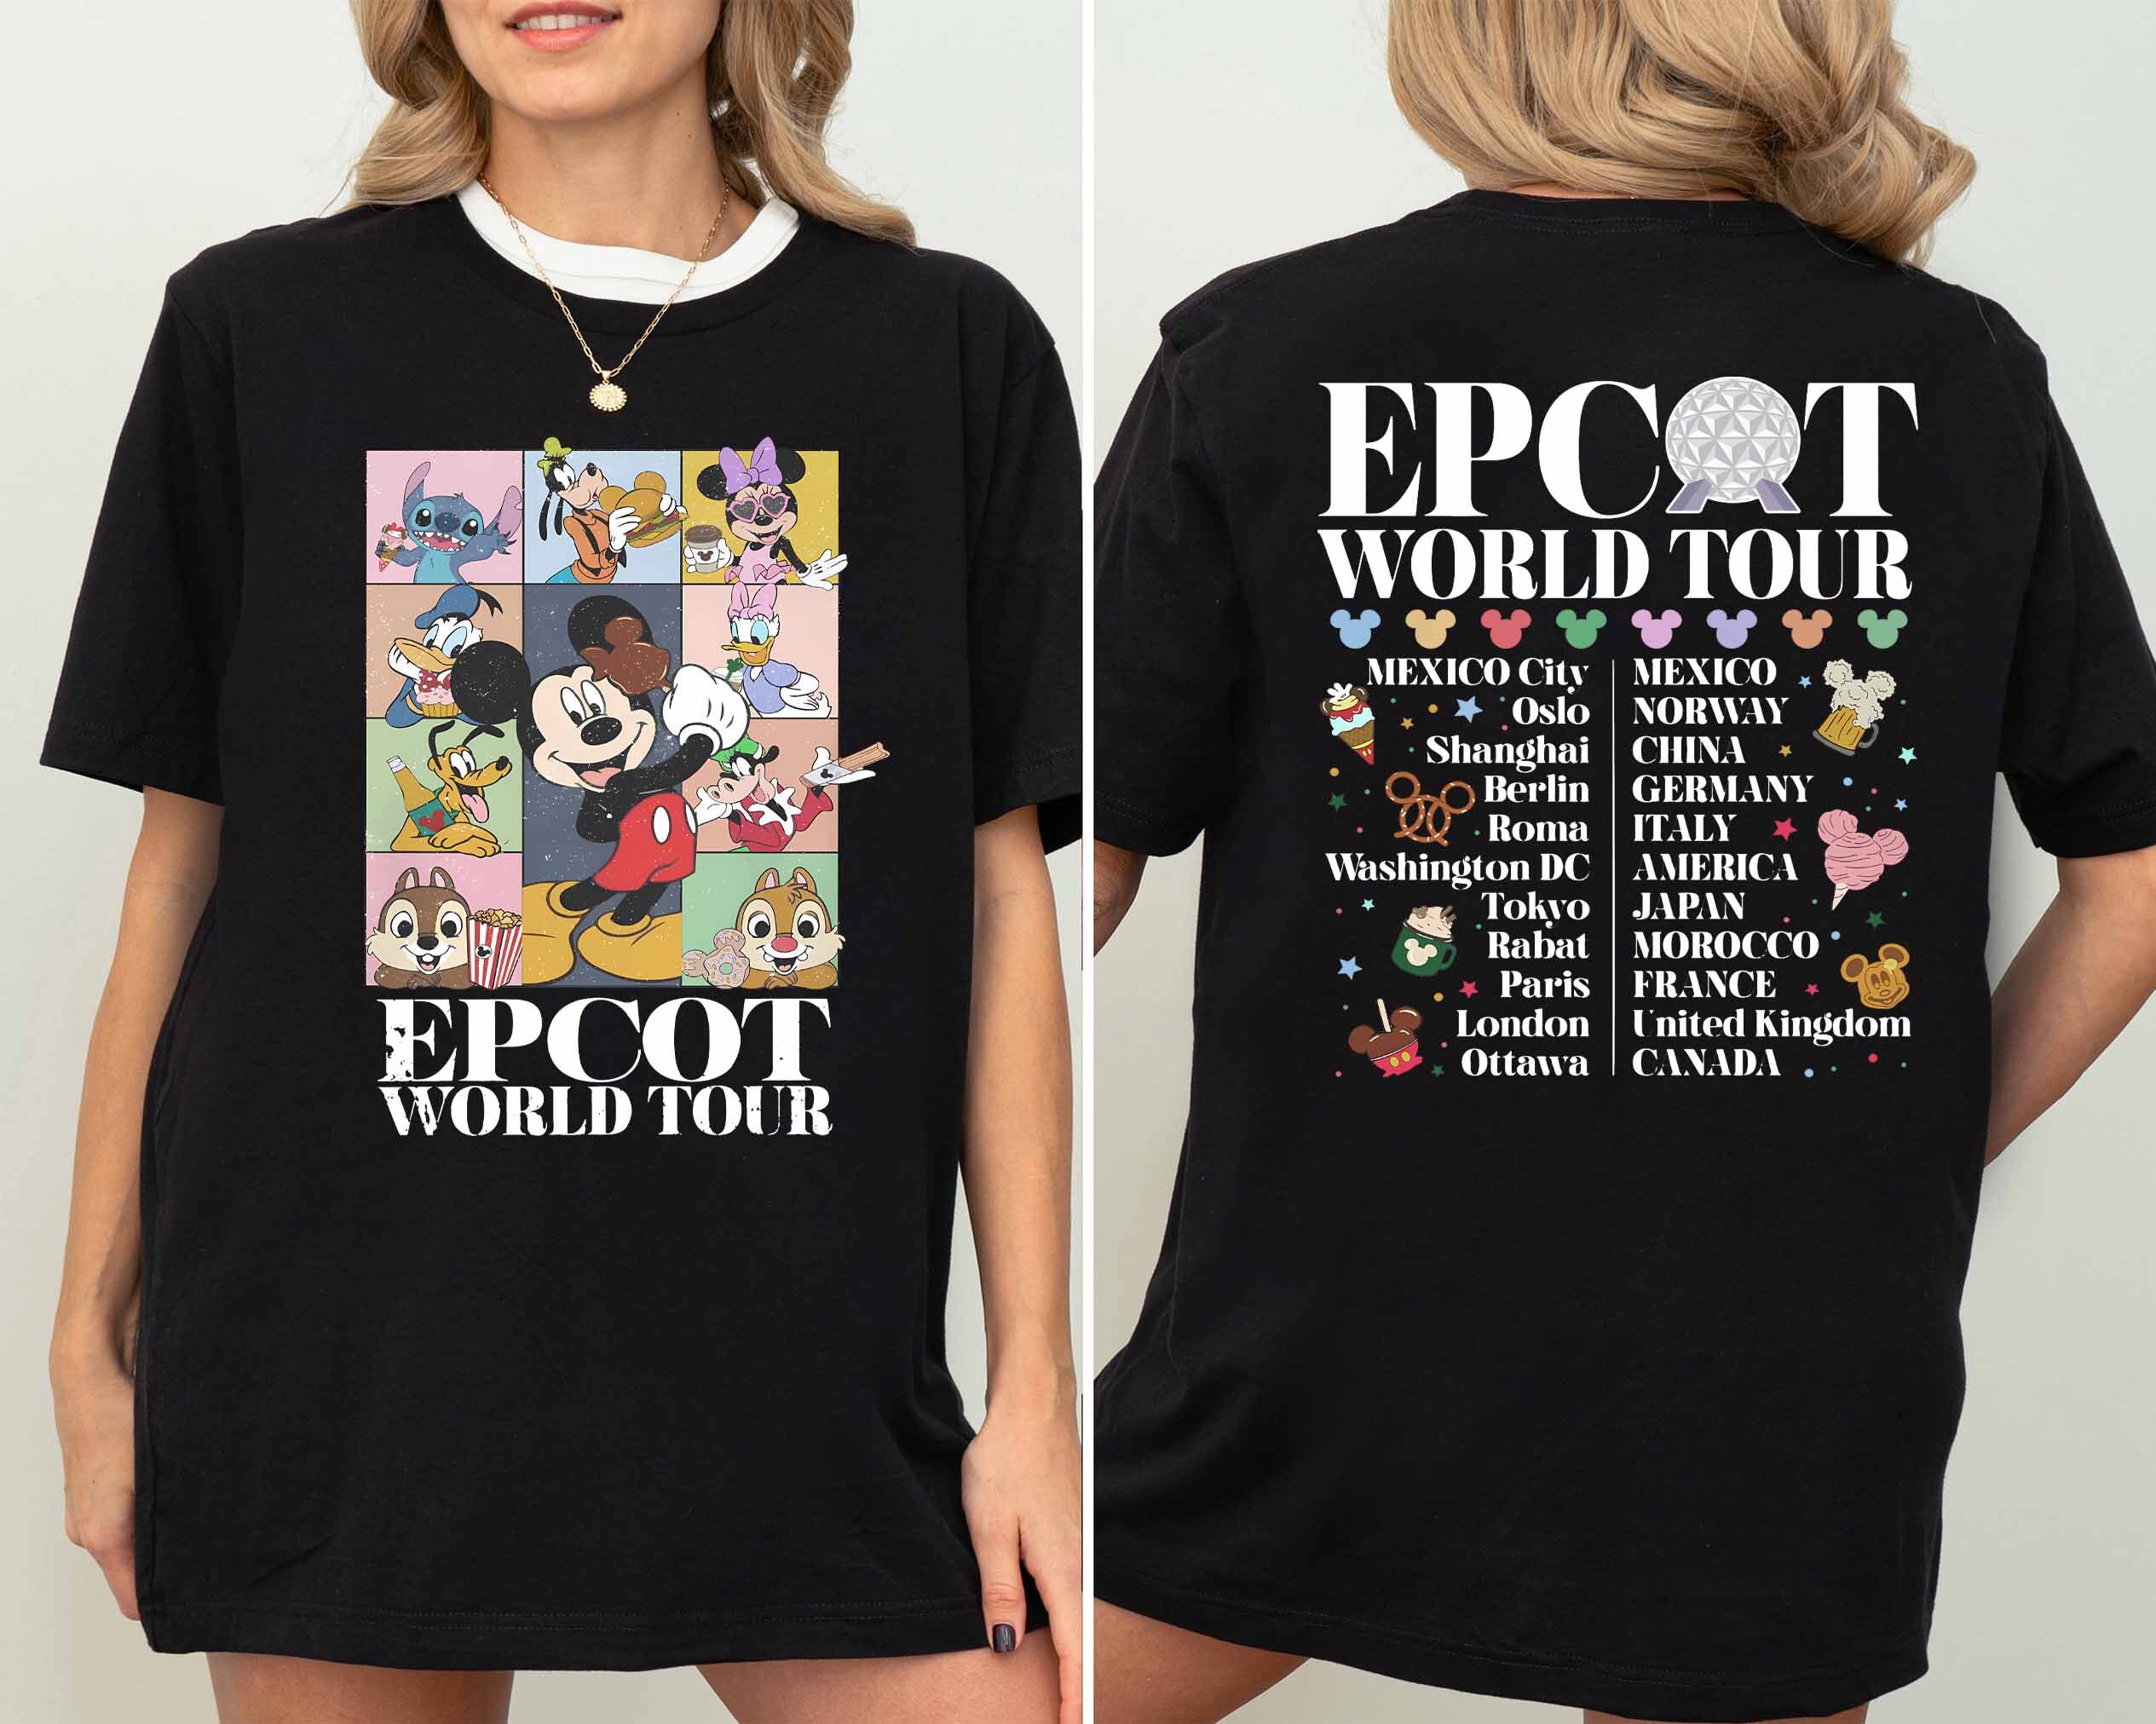 EPCOT
WORLD TOUR
EPCOT
WORLD TOUR
MEXICO City MEXICO
Oslo NORWAY
Shanghai CHINA
Berlin GERMANY
Roma ITALY
Washington DC AMERICA
Tokyo JAPAN
Rabat MOROCCO
Paris FRANCE
London United Kingdom
Ottawa CANADA